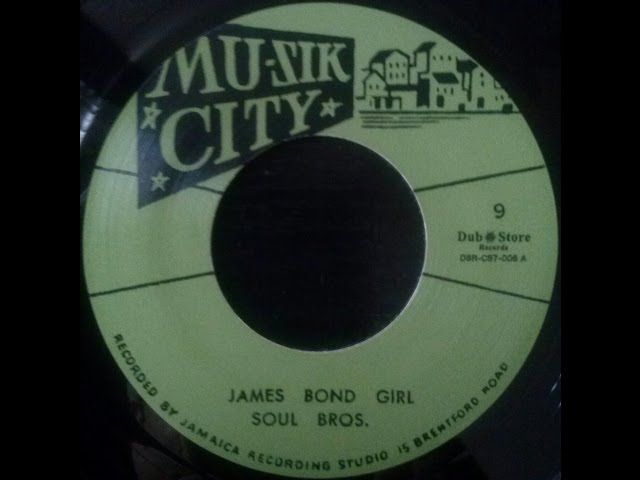 MU-ZIK
CITY
9
Dub Store
Records
DSR-CS7-008 A
JAMES BOND GIRL
SOUL BROS.
RECORDED BY JAMAICA RECORDING STUDIO 15 BRENTFORD ROAD